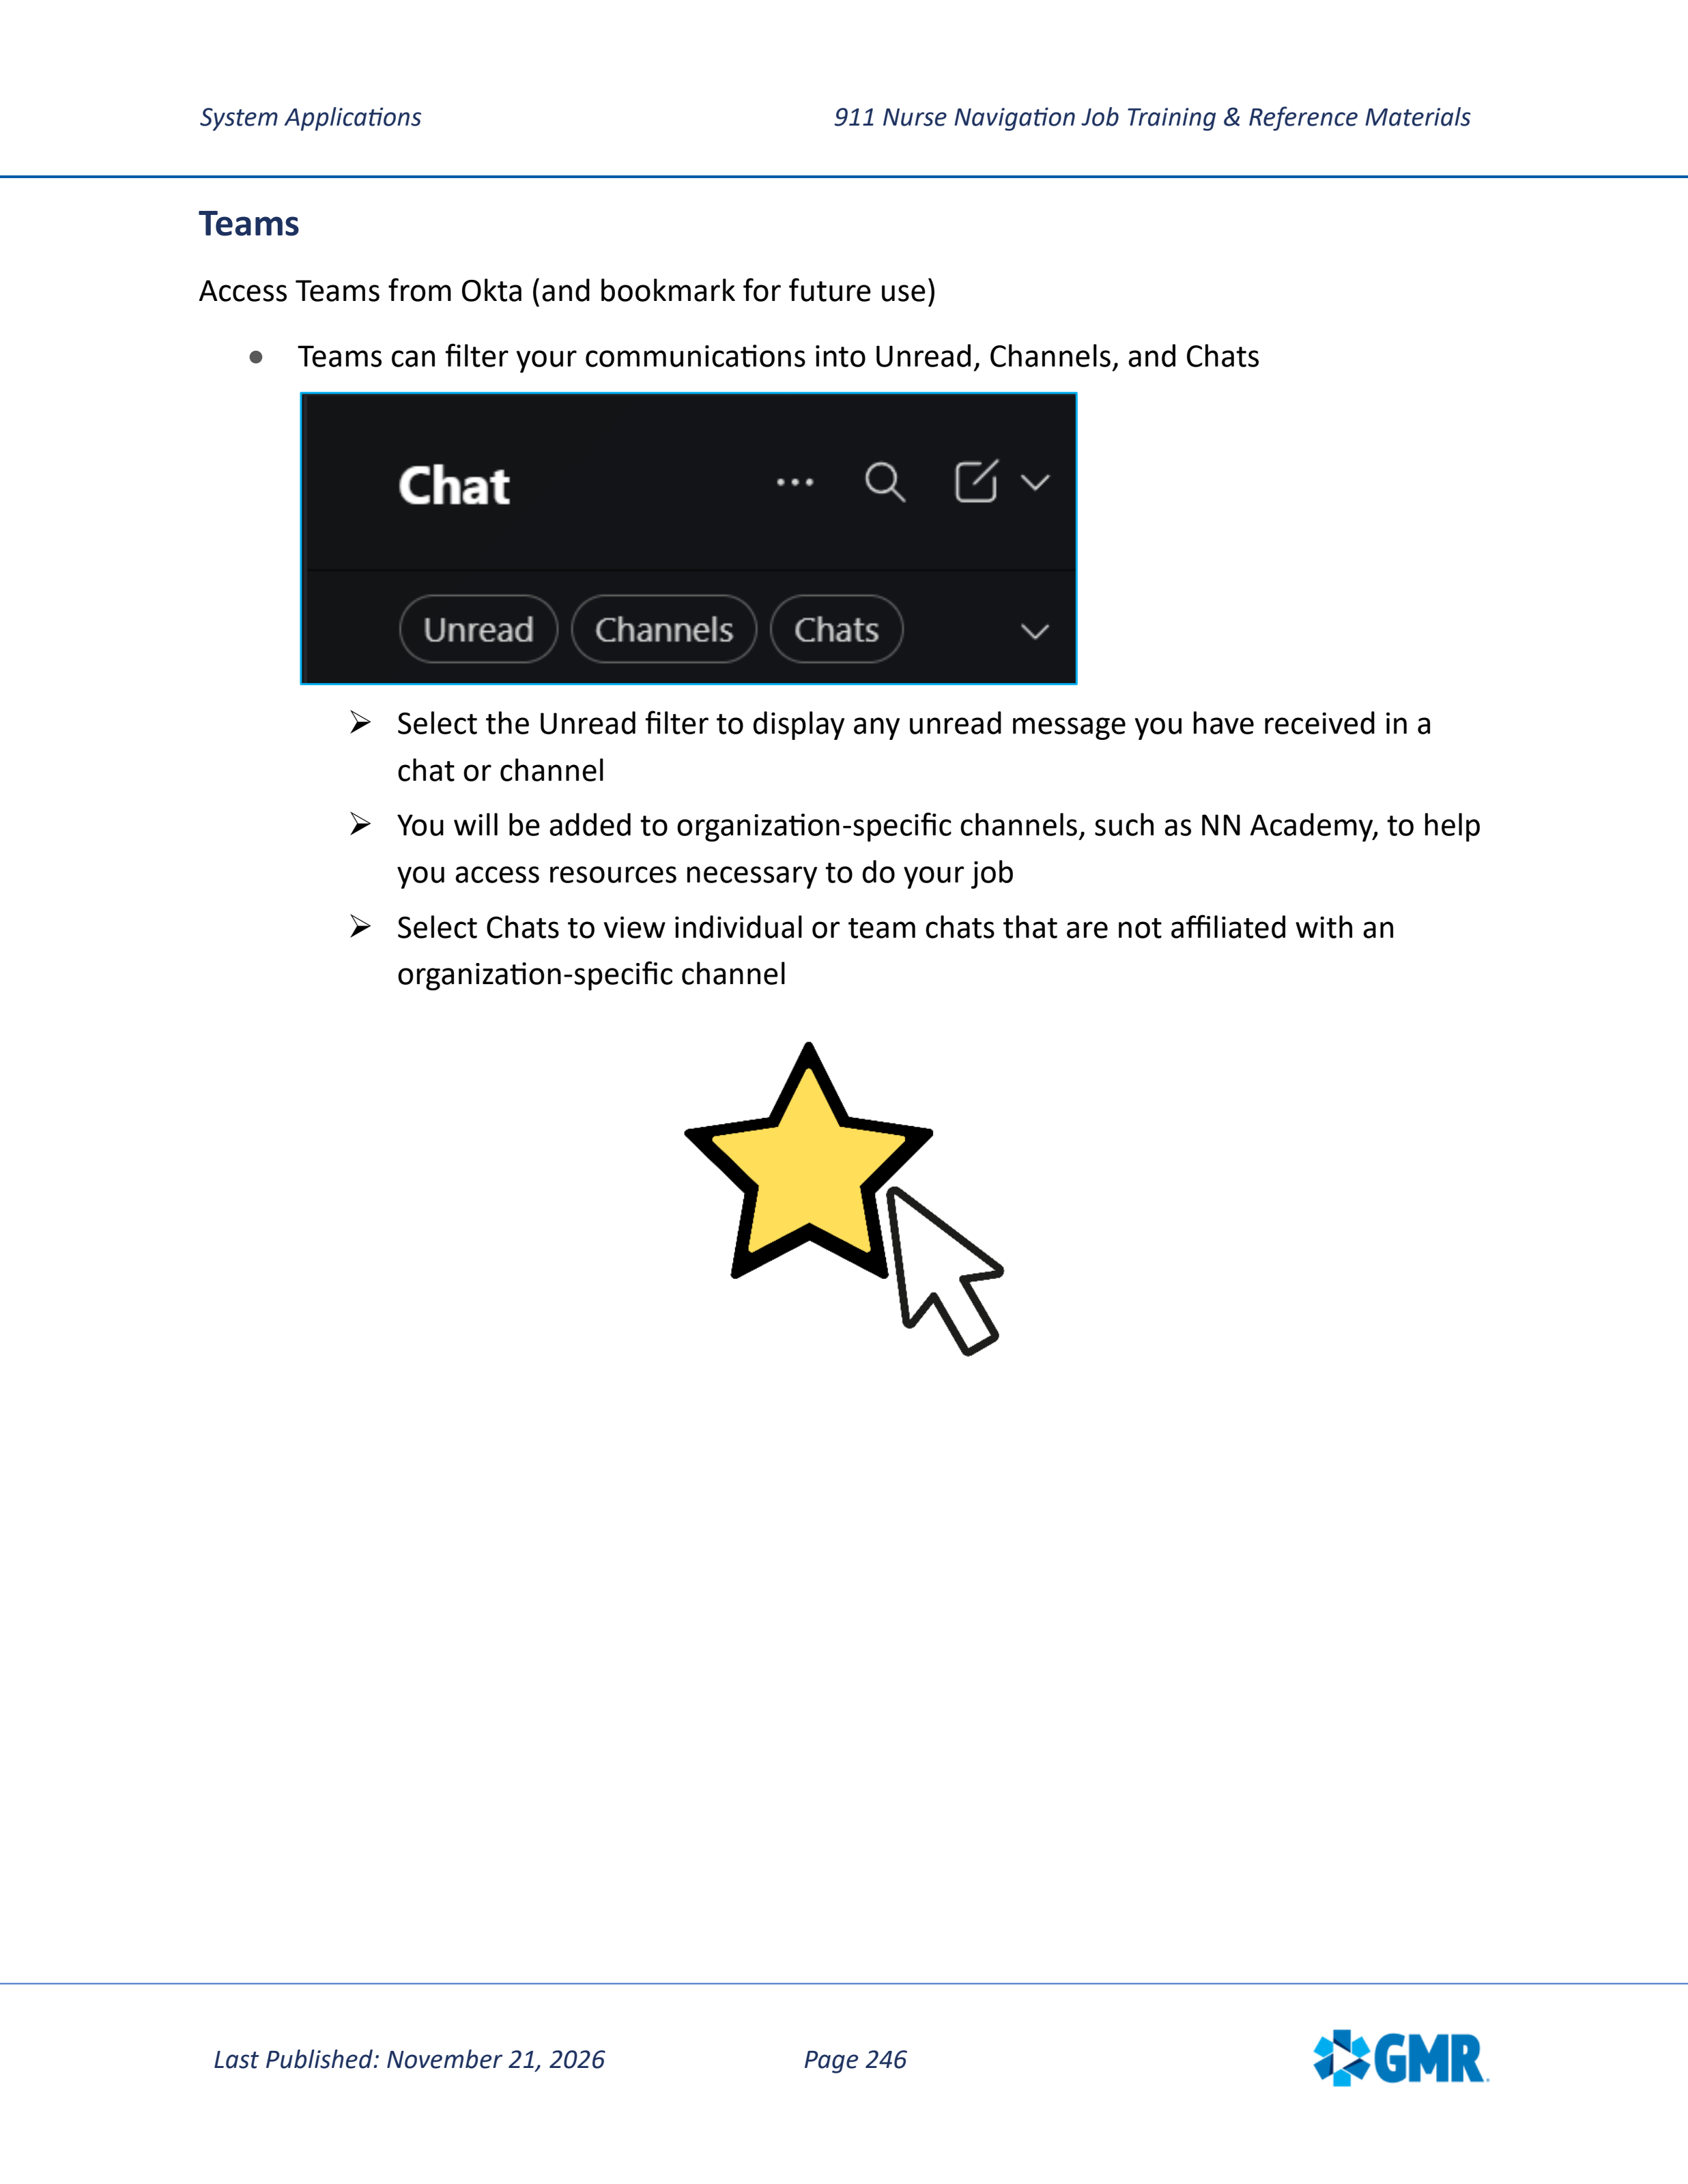 System Applications
911 Nurse Navigation Job Training & Reference Materials
Teams
Access Teams from Okta (and bookmark for future use)
● Teams can filter your communications into Unread, Channels, and Chats
Chat
Unread Channels Chats
➢ Select the Unread filter to display any unread message you have received in a
chat or channel
➢ You will be added to organization-specific channels, such as NN Academy, to help
you access resources necessary to do your job
➢ Select Chats to view individual or team chats that are not affiliated with an
organization-specific channel
Last Published: November 21, 2026
Page 246
GMR